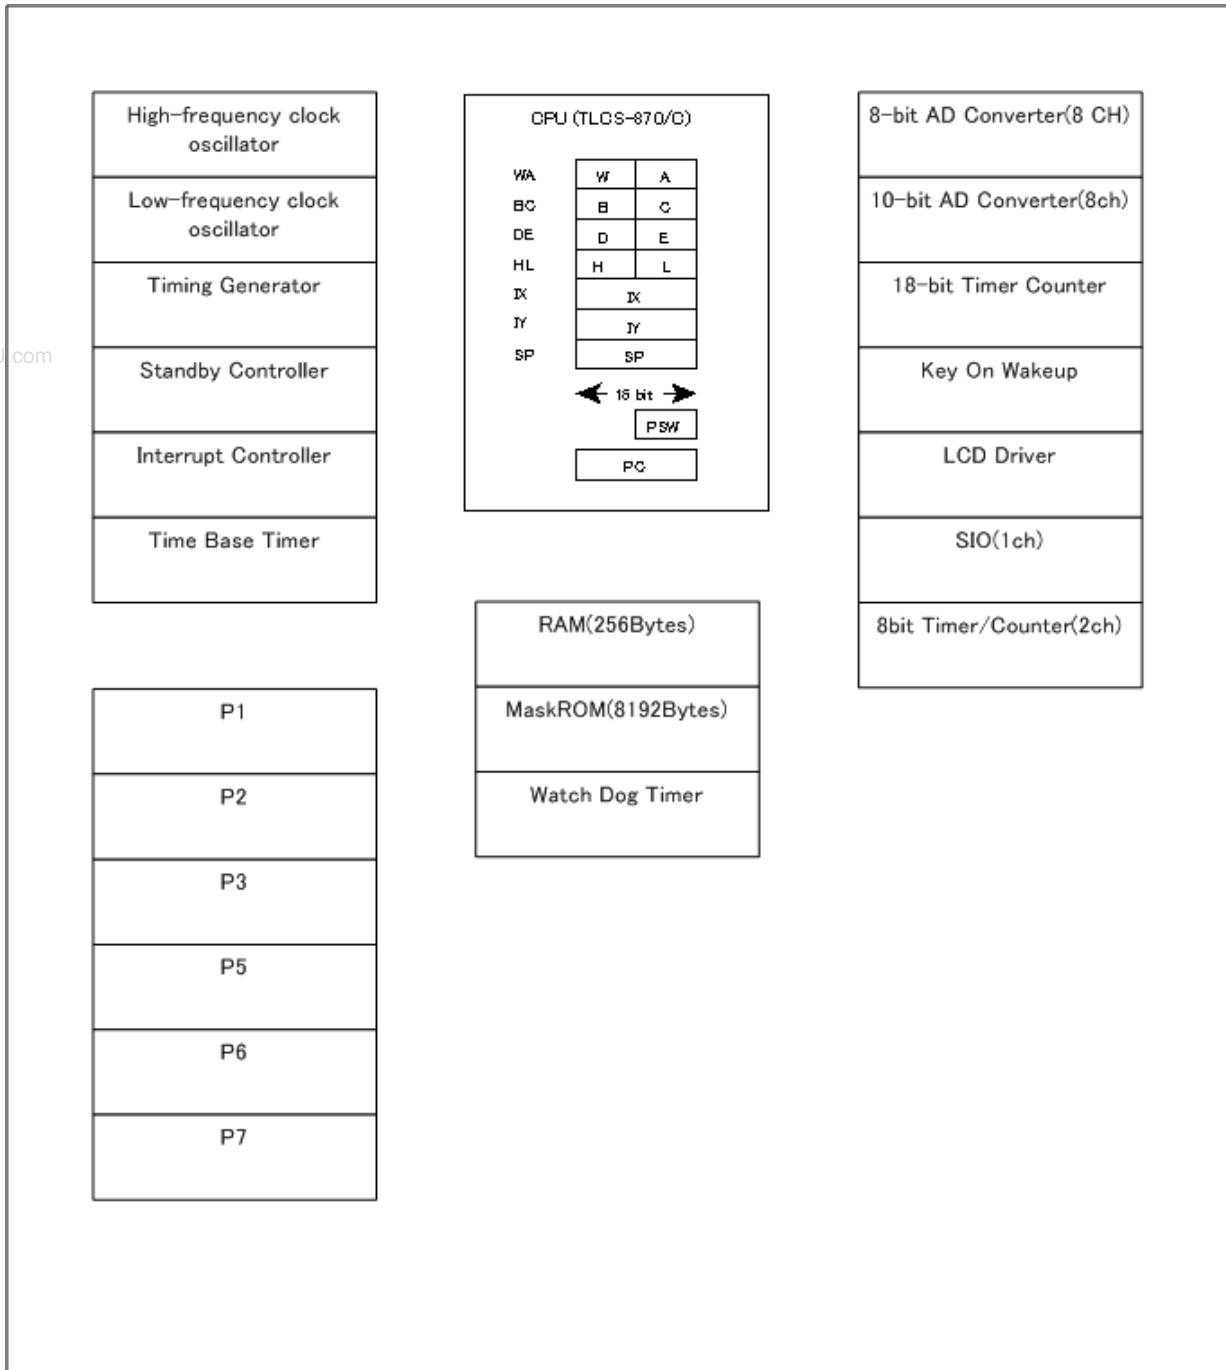 High-frequency clock
oscillator
Low-frequency clock
oscillator
Timing Generator
Standby Controller
Interrupt Controller
Time Base Timer
P1
P2
P3
P5
P6
P7
CPU (TLCS-870/C)
WA W A
BC B C
DE D E
HL H L
IX IX
IY IY
SP SP
16 bit
PSW
PC
RAM(256Bytes)
MaskROM(8192Bytes)
Watch Dog Timer
8-bit AD Converter(8 CH)
10-bit AD Converter(8ch)
18-bit Timer Counter
Key On Wakeup
LCD Driver
SIO(1ch)
8bit Timer/Counter(2ch)
.com